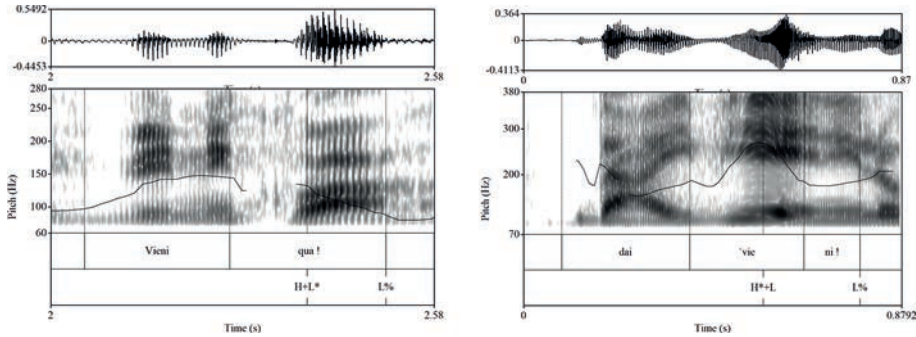 0.5492
0
-0.4453
2
Time (s)
2.58
280
200
150
100
60
Pitch (Hz)
Vieni
qua !
H+L*
L%
2
Time (s)
2.58
0.364
0
-0.4113
0
0.87
380
300
200
70
Pitch (Hz)
dai
'vie
ni !
H*+L
L%
0
Time (s)
0.8792